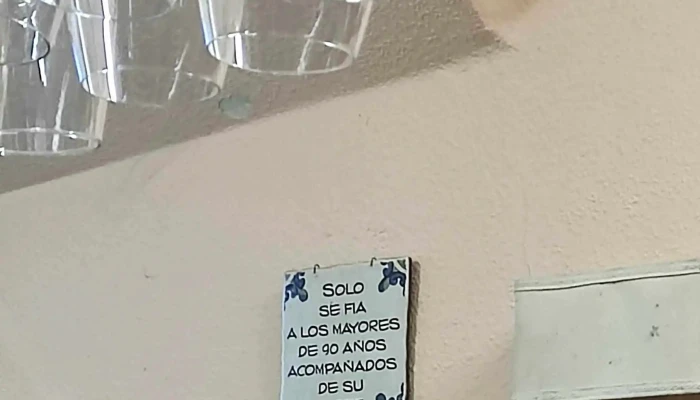 SOLO
SE FIA
A LOS MAYORES
DE 90 AÑOS
ACOMPAÑADOS
DE SU